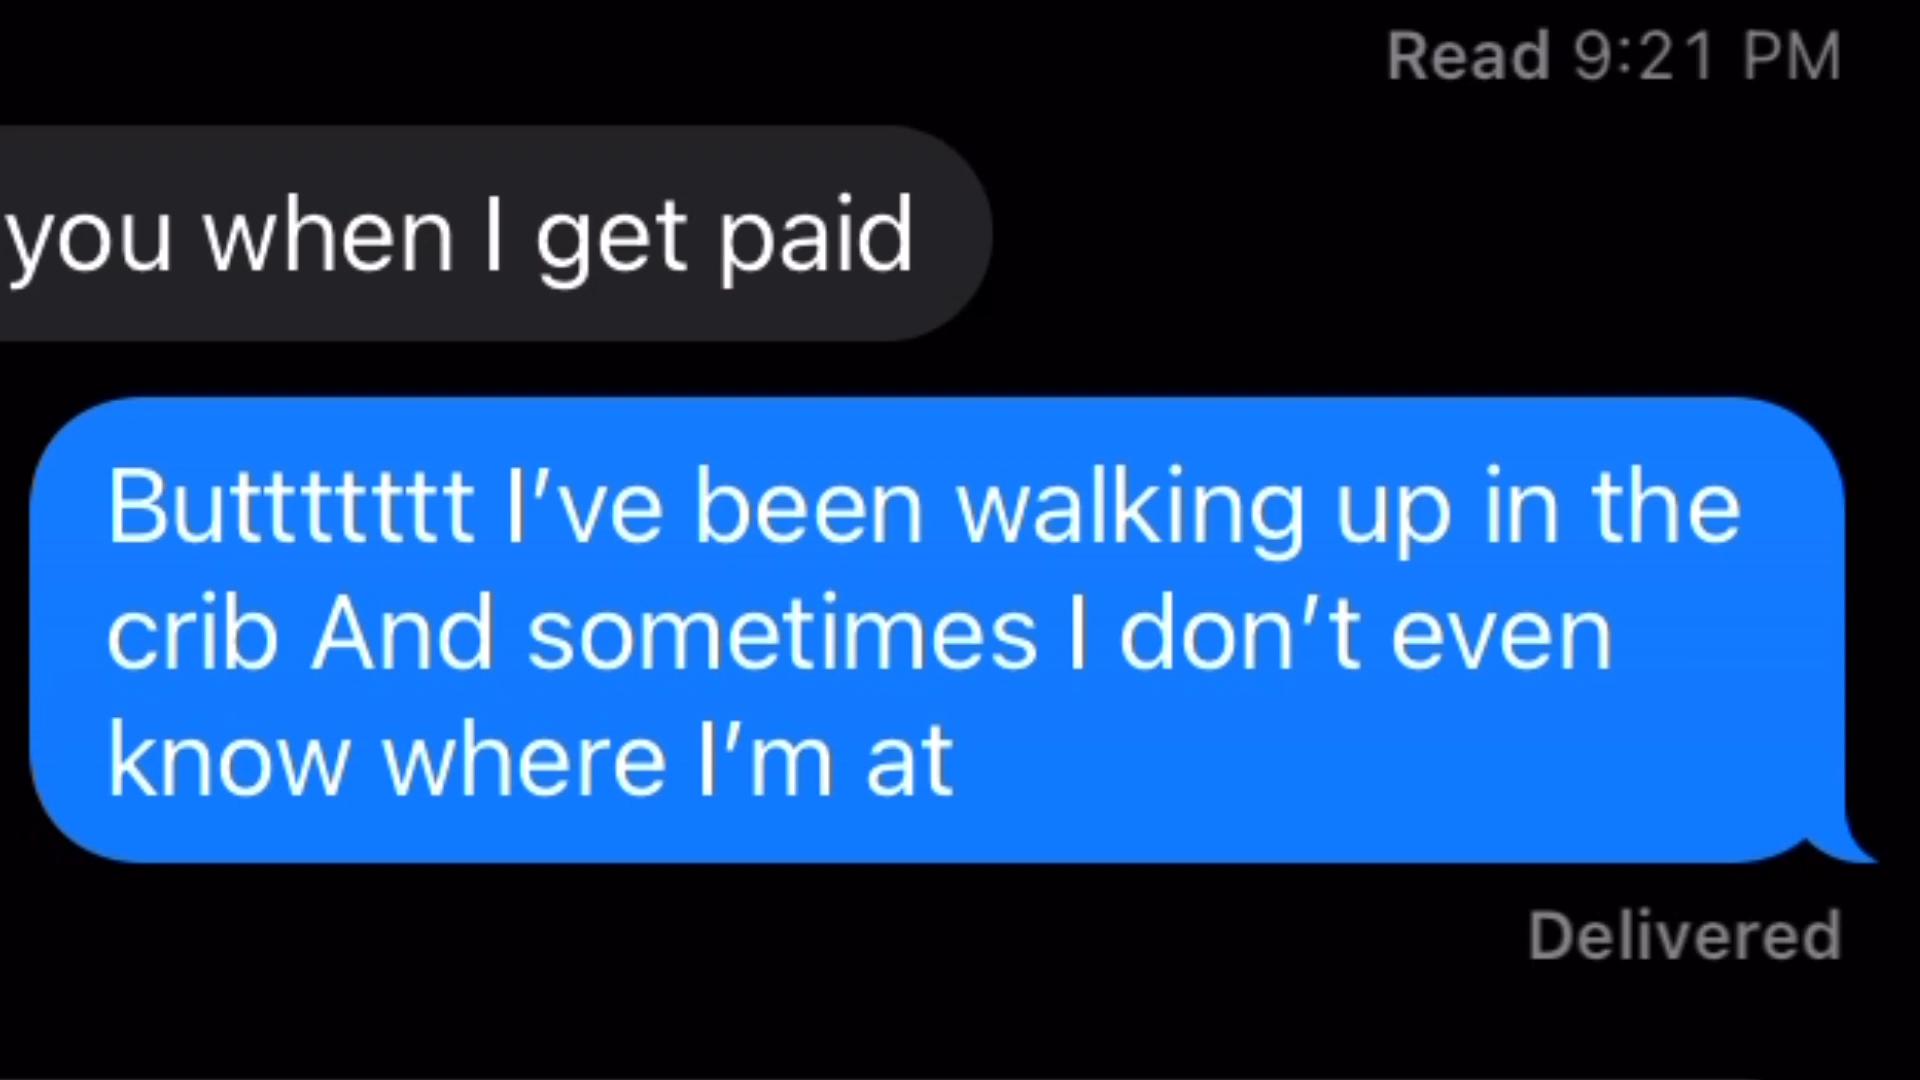 Read 9:21 PM
you when I get paid
Butttttttt I've been walking up in the
crib And sometimes I don't even
know where I'm at
Delivered